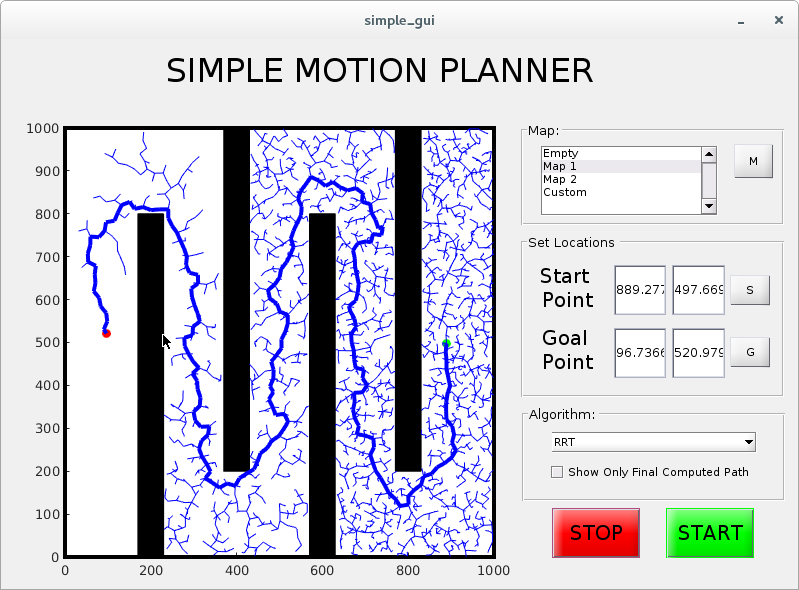 simple_gui
SIMPLE MOTION PLANNER
1000
900
800
700
600
500
400
300
200
100
0
0 200 400 600 800 1000
Map:
Empty
Map 1
Map 2
Custom
M
Set Locations
Start
Point
889.277 497.669 S
Goal
Point
96.7366 520.979 G
Algorithm:
RRT
Show Only Final Computed Path
STOP START